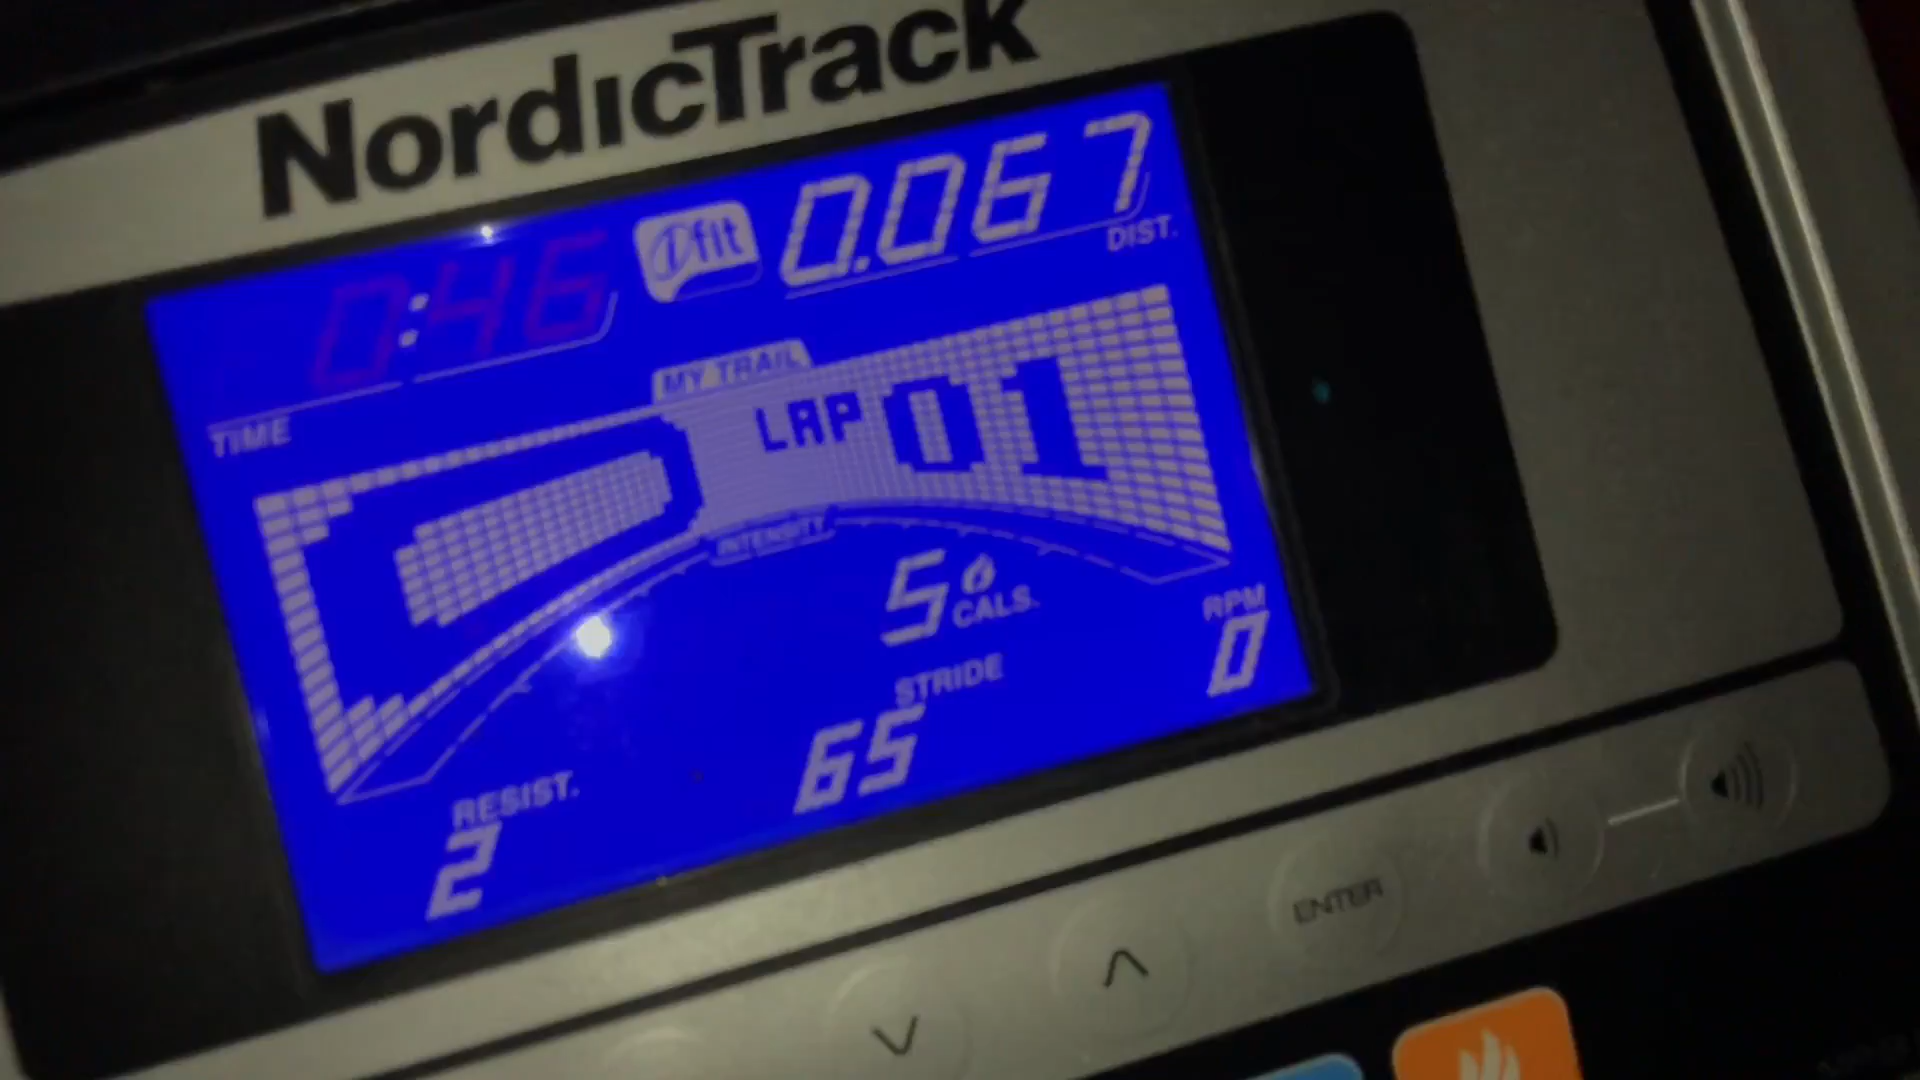 NordicTrack
0:46
ifit
0.067
DIST.
TIME
MY TRAIL
LAP 01
INTENSITY
5 CALS.
RPM
0
STRIDE
65
RESIST.
2
ENTER